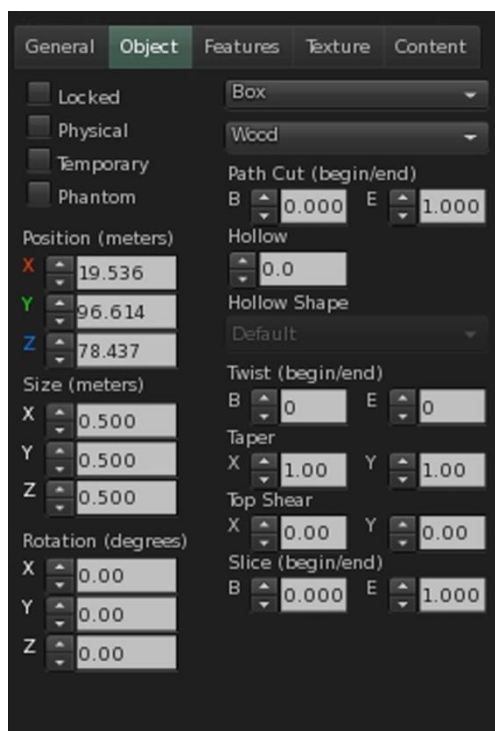 General Object Features Texture Content
Locked
Physical
Temporary
Phantom
Position (meters)
X 19.536
Y 96.614
Z 78.437
Size (meters)
X 0.500
Y 0.500
Z 0.500
Rotation (degrees)
X 0.00
Y 0.00
Z 0.00
Box
Wood
Path Cut (begin/end)
B 0.000 E 1.000
Hollow
0.0
Hollow Shape
Default
Twist (begin/end)
B 0 E 0
Taper
X 1.00 Y 1.00
Top Shear
X 0.00 Y 0.00
Slice (begin/end)
B 0.000 E 1.000